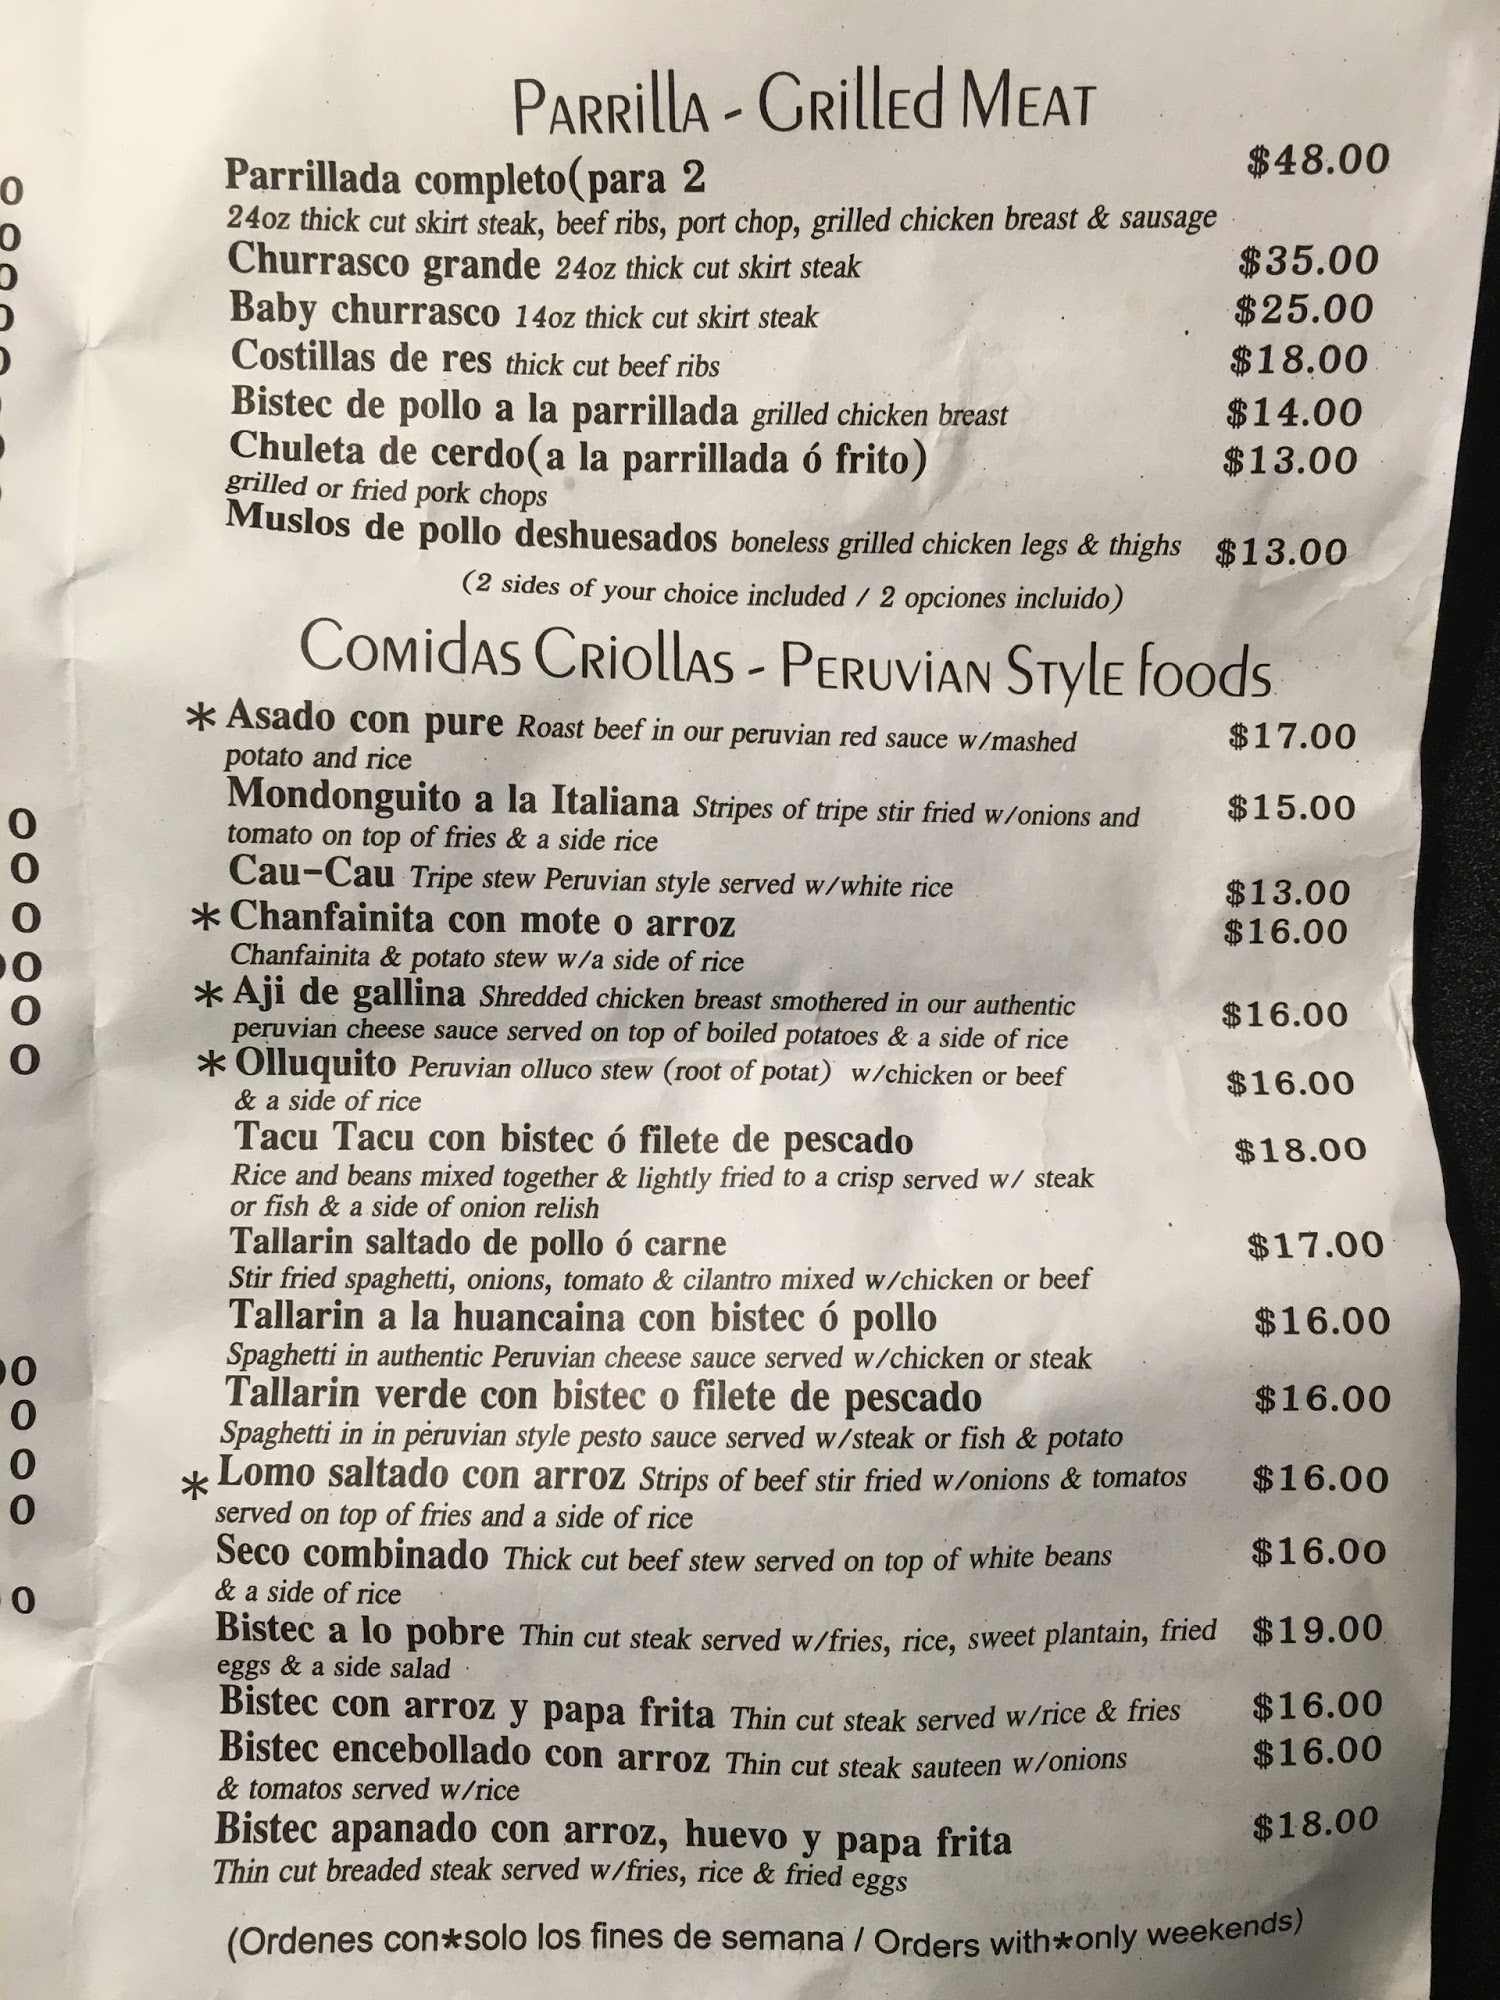 Parrilla - Grilled Meat
Parrillada completo(para 2 $48.00
24oz thick cut skirt steak, beef ribs, port chop, grilled chicken breast & sausage
Churrasco grande 24oz thick cut skirt steak $35.00
Baby churrasco 14oz thick cut skirt steak $25.00
Costillas de res thick cut beef ribs $18.00
Bistec de pollo a la parrillada grilled chicken breast $14.00
Chuleta de cerdo(a la parrillada ó frito) $13.00
grilled or fried pork chops
Muslos de pollo deshuesados boneless grilled chicken legs & thighs $13.00
(2 sides of your choice included / 2 opciones incluido)
Comidas Criollas - Peruvian Style foods
*Asado con pure Roast beef in our peruvian red sauce w/mashed $17.00
potato and rice
Mondonguito a la Italiana Stripes of tripe stir fried w/onions and $15.00
tomato on top of fries & a side rice
Cau-Cau Tripe stew Peruvian style served w/white rice $13.00
*Chanfainita con mote o arroz $16.00
Chanfainita & potato stew w/a side of rice
*Aji de gallina Shredded chicken breast smothered in our authentic $16.00
peruvian cheese sauce served on top of boiled potatoes & a side of rice
*Olluquito Peruvian olluco stew (root of potat) w/chicken or beef $16.00
& a side of rice
Tacu Tacu con bistec ó filete de pescado $18.00
Rice and beans mixed together & lightly fried to a crisp served w/ steak
or fish & a side of onion relish
Tallarin saltado de pollo ó carne $17.00
Stir fried spaghetti, onions, tomato & cilantro mixed w/chicken or beef
Tallarin a la huancaina con bistec ó pollo $16.00
Spaghetti in authentic Peruvian cheese sauce served w/chicken or steak
Tallarin verde con bistec o filete de pescado $16.00
Spaghetti in in peruvian style pesto sauce served w/steak or fish & potato
*Lomo saltado con arroz Strips of beef stir fried w/onions & tomatos $16.00
served on top of fries and a side of rice
Seco combinado Thick cut beef stew served on top of white beans $16.00
& a side of rice
Bistec a lo pobre Thin cut steak served w/fries, rice, sweet plantain, fried $19.00
eggs & a side salad
Bistec con arroz y papa frita Thin cut steak served w/rice & fries $16.00
Bistec encebollado con arroz Thin cut steak sauteen w/onions $16.00
& tomatos served w/rice
Bistec apanado con arroz, huevo y papa frita $18.00
Thin cut breaded steak served w/fries, rice & fried eggs
(Ordenes con*solo los fines de semana / Orders with*only weekends)